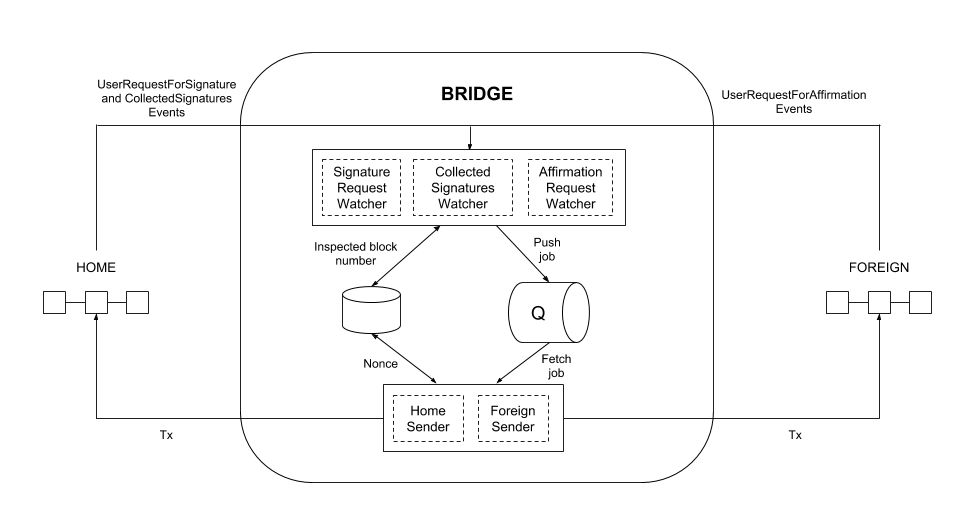 UserRequestForSignature
and CollectedSignatures
Events
BRIDGE
UserRequestForAffirmation
Events
Signature
Request
Watcher
Collected
Signatures
Watcher
Affirmation
Request
Watcher
Inspected block
number
Push
job
HOME
FOREIGN
Q
Nonce
Fetch
job
Home
Sender
Foreign
Sender
Tx
Tx